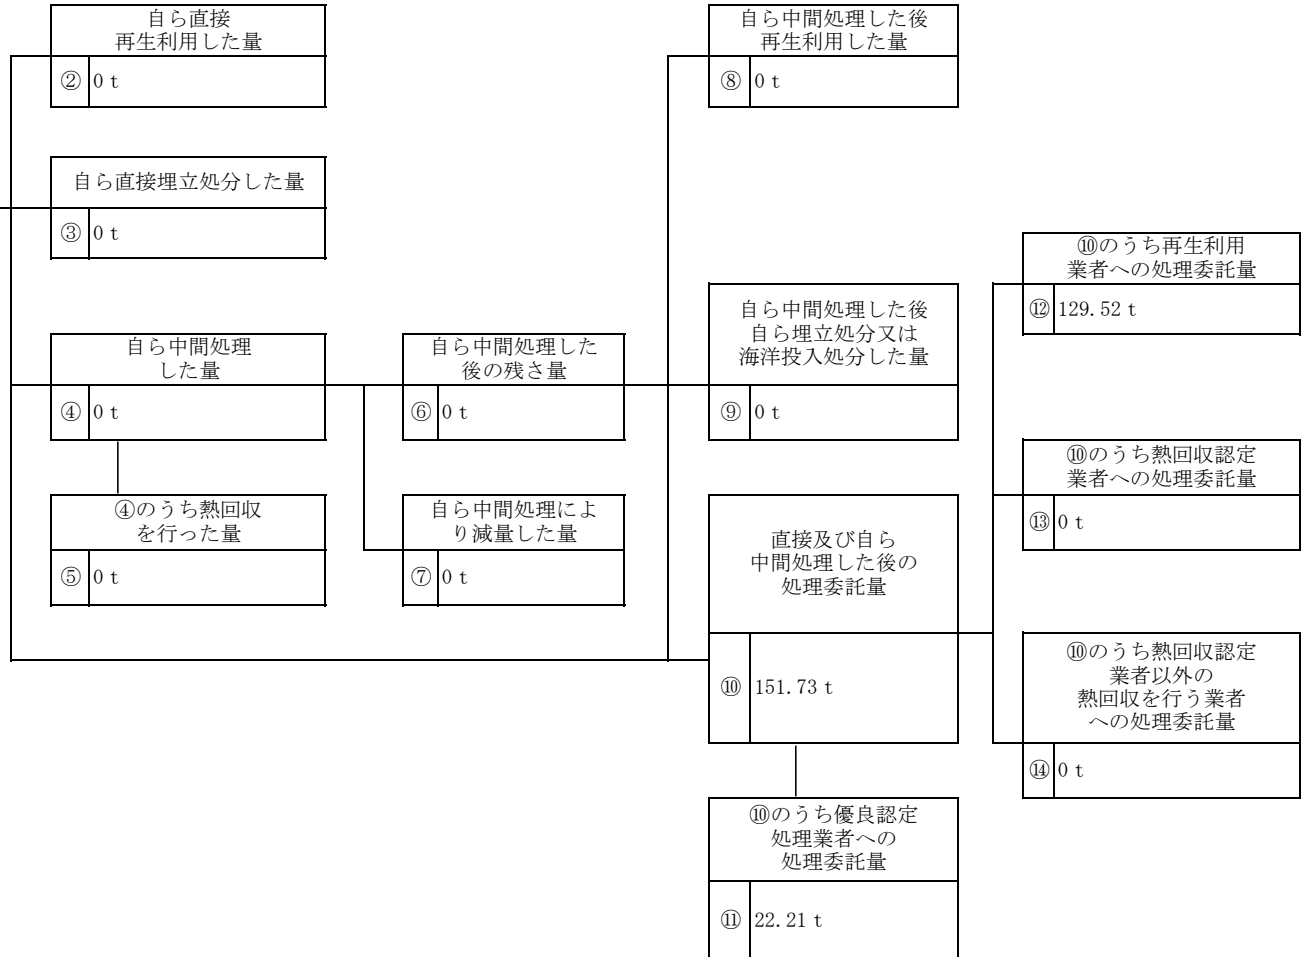 自ら直接
再生利用した量
② 0 t
自ら直接埋立処分した量
③ 0 t
自ら中間処理
した量
④ 0 t
④のうち熱回収
を行った量
⑤ 0 t
自ら中間処理した
後の残さ量
⑥ 0 t
自ら中間処理によ
り減量した量
⑦ 0 t
自ら中間処理した後
再生利用した量
⑧ 0 t
自ら中間処理した後
自ら埋立処分又は
海洋投入処分した量
⑨ 0 t
直接及び自ら
中間処理した後の
処理委託量
⑩ 151.73 t
⑩のうち優良認定
処理業者への
処理委託量
⑪ 22.21 t
⑩のうち再生利用
業者への処理委託量
⑫ 129.52 t
⑩のうち熱回収認定
業者への処理委託量
⑬ 0 t
⑩のうち熱回収認定
業者以外の
熱回収を行う業者
への処理委託量
⑭ 0 t